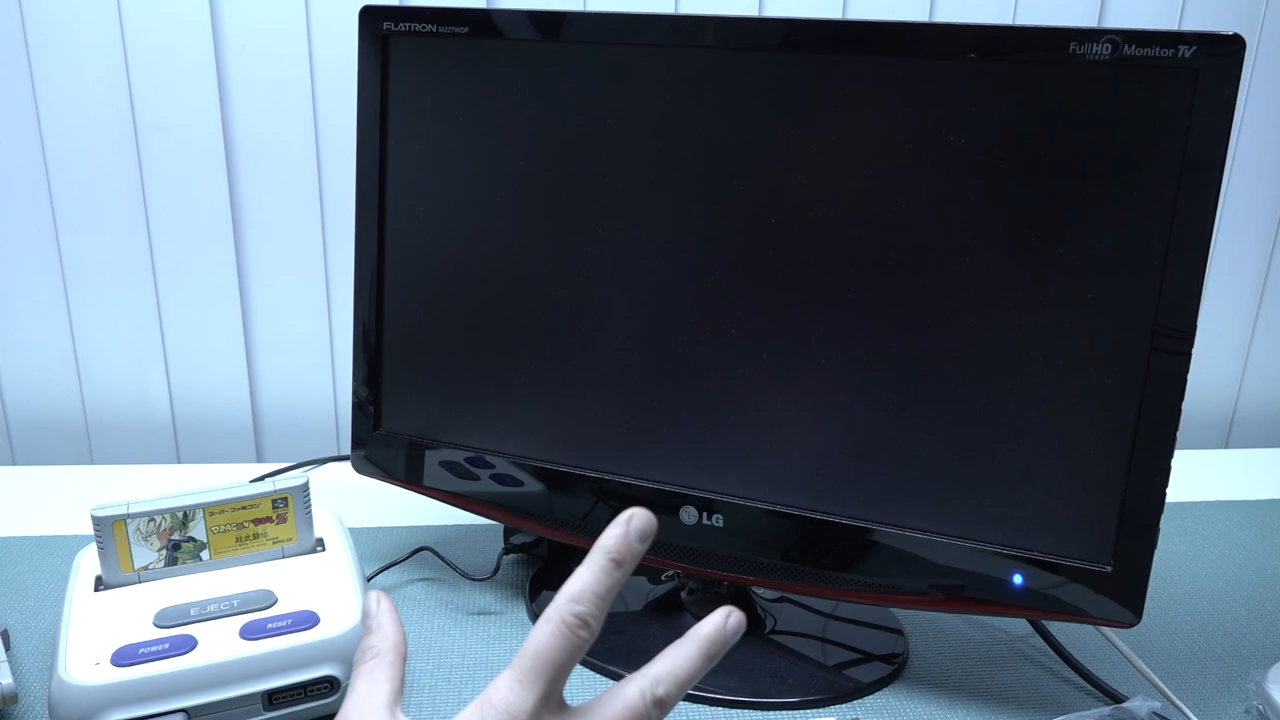 FLATRON M227WDP
Full HD 1080P Monitor TV
LG
スーパーファミコン
DRAGON BALL Z
超武闘伝
EJECT
POWER
RESET